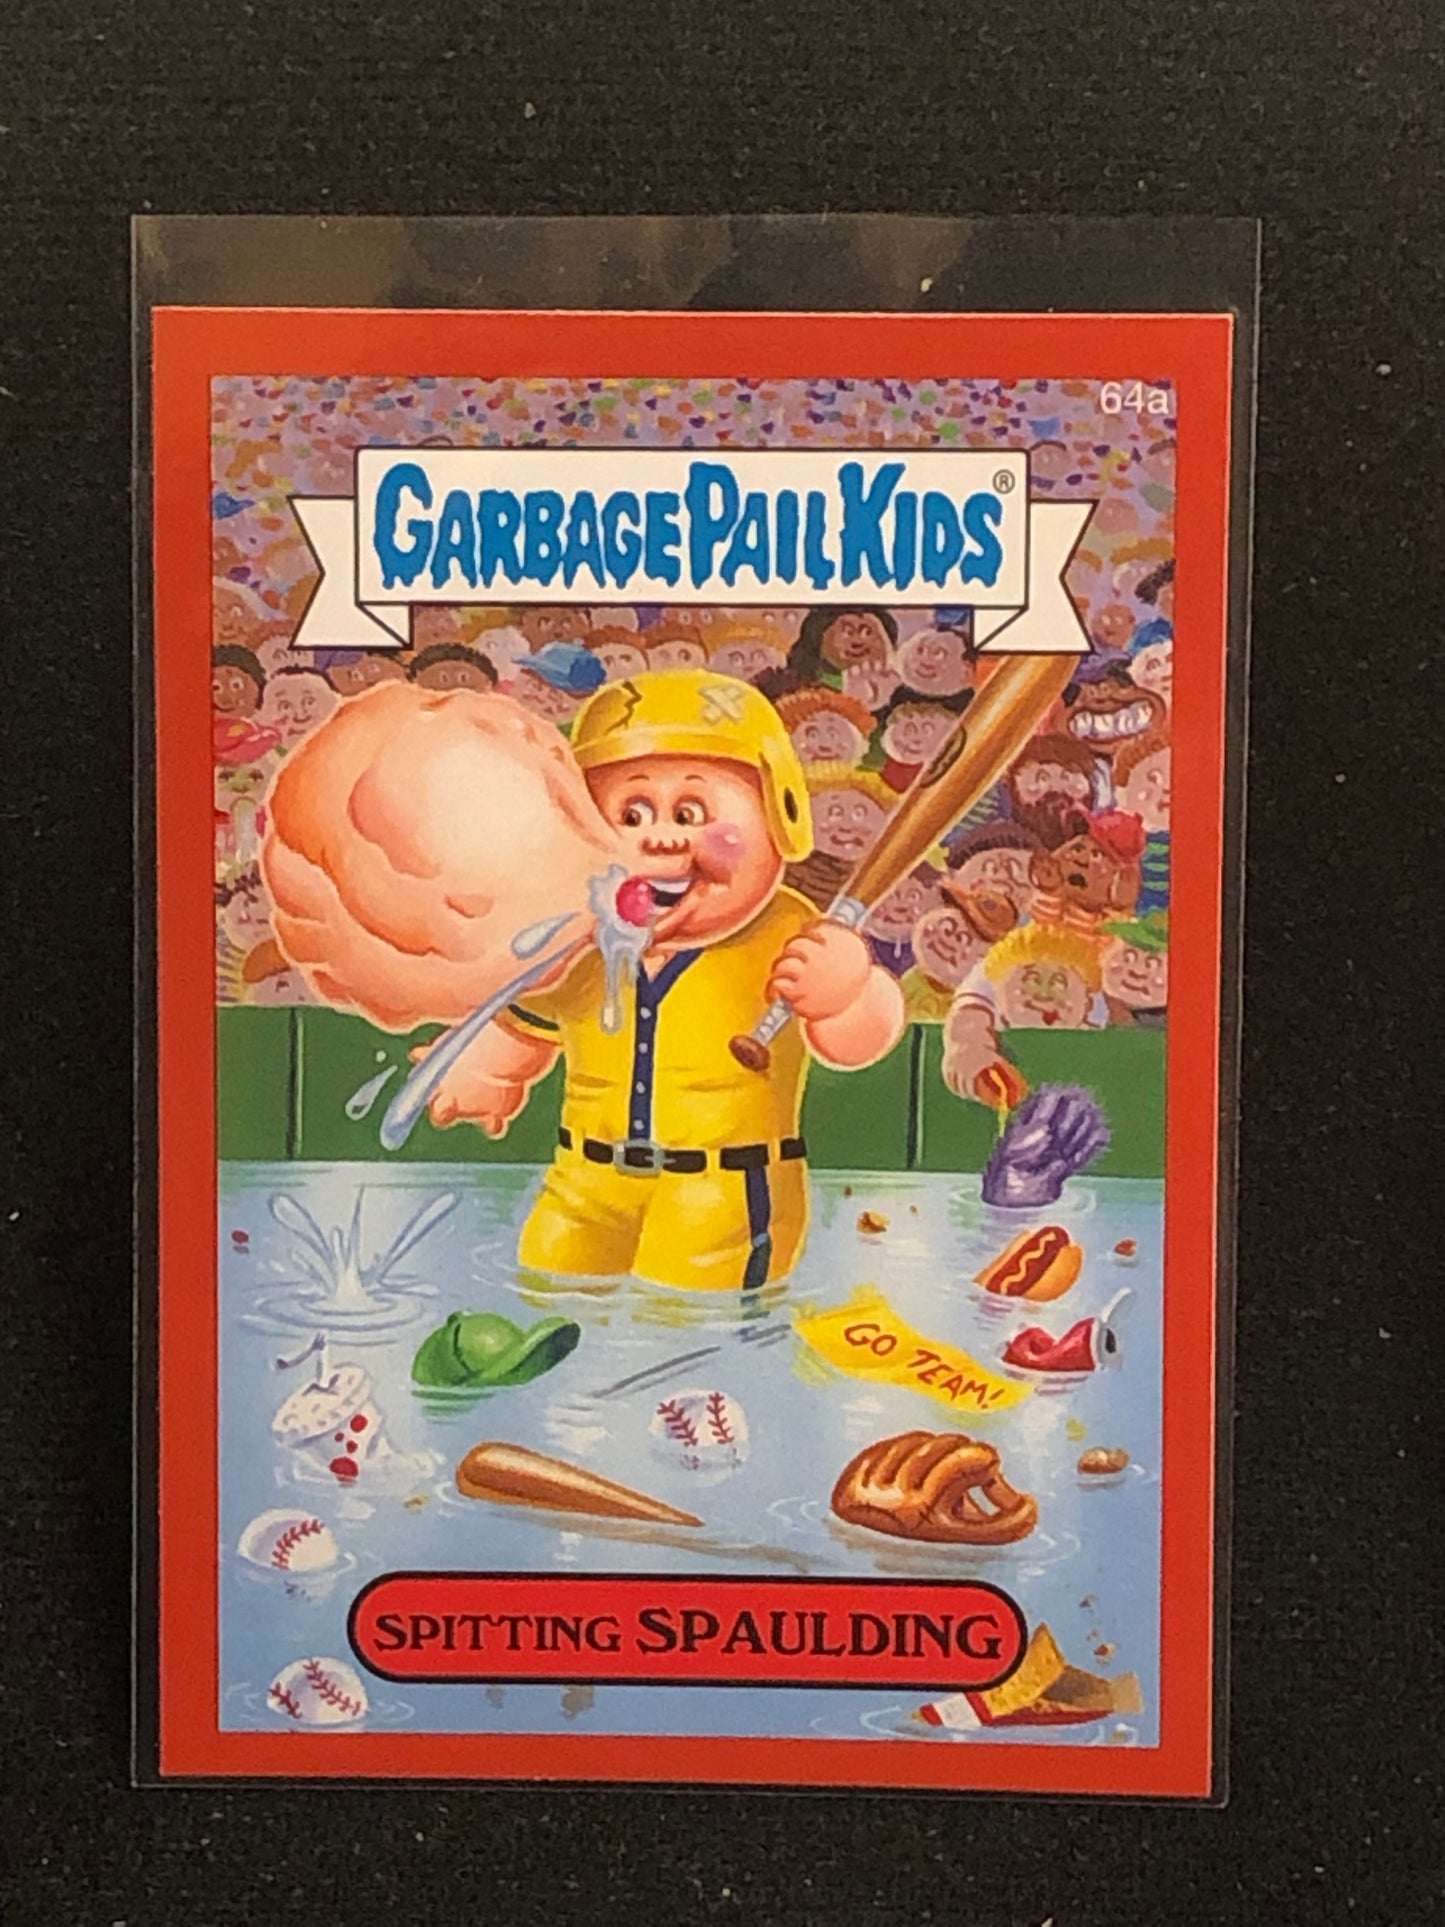 64a
GARBAGE PAIL KIDS®
GO TEAM!
SPITTING SPAULDING